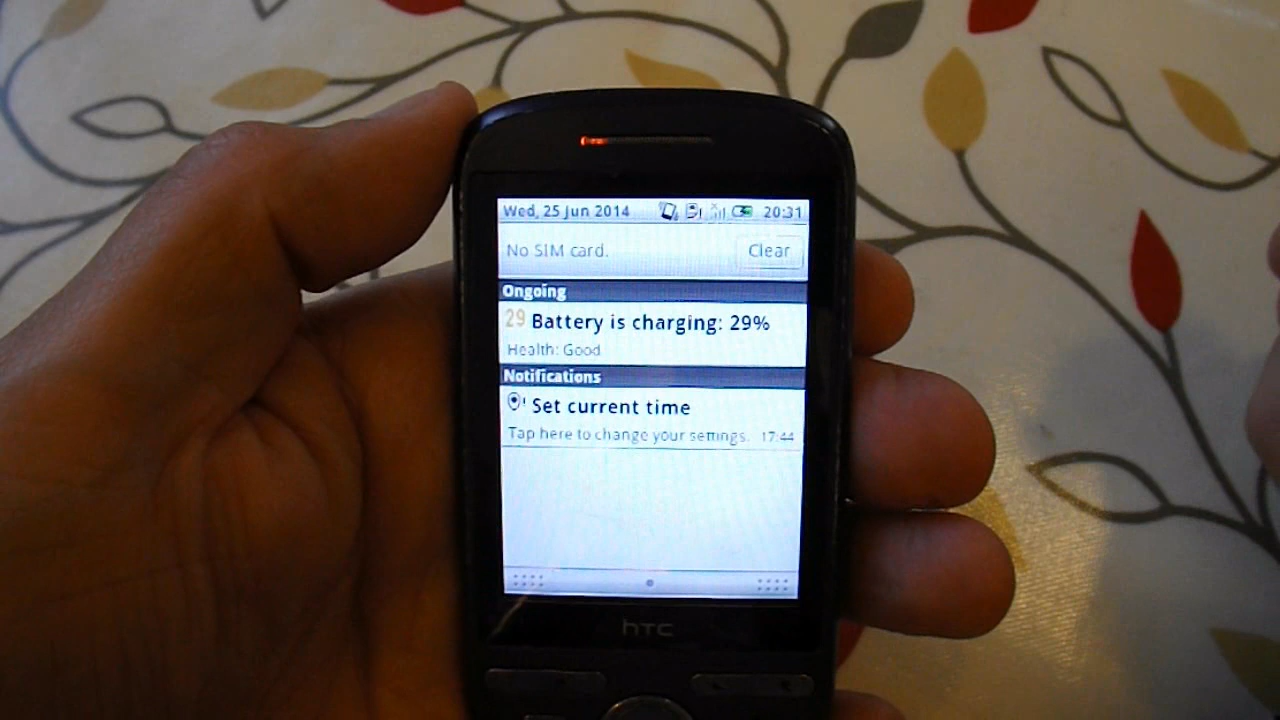 Wed, 25 Jun 2014 20:31
No SIM card. Clear
Ongoing
29 Battery is charging: 29%
Health: Good
Notifications
Set current time
Tap here to change your settings. 17:44
hTC